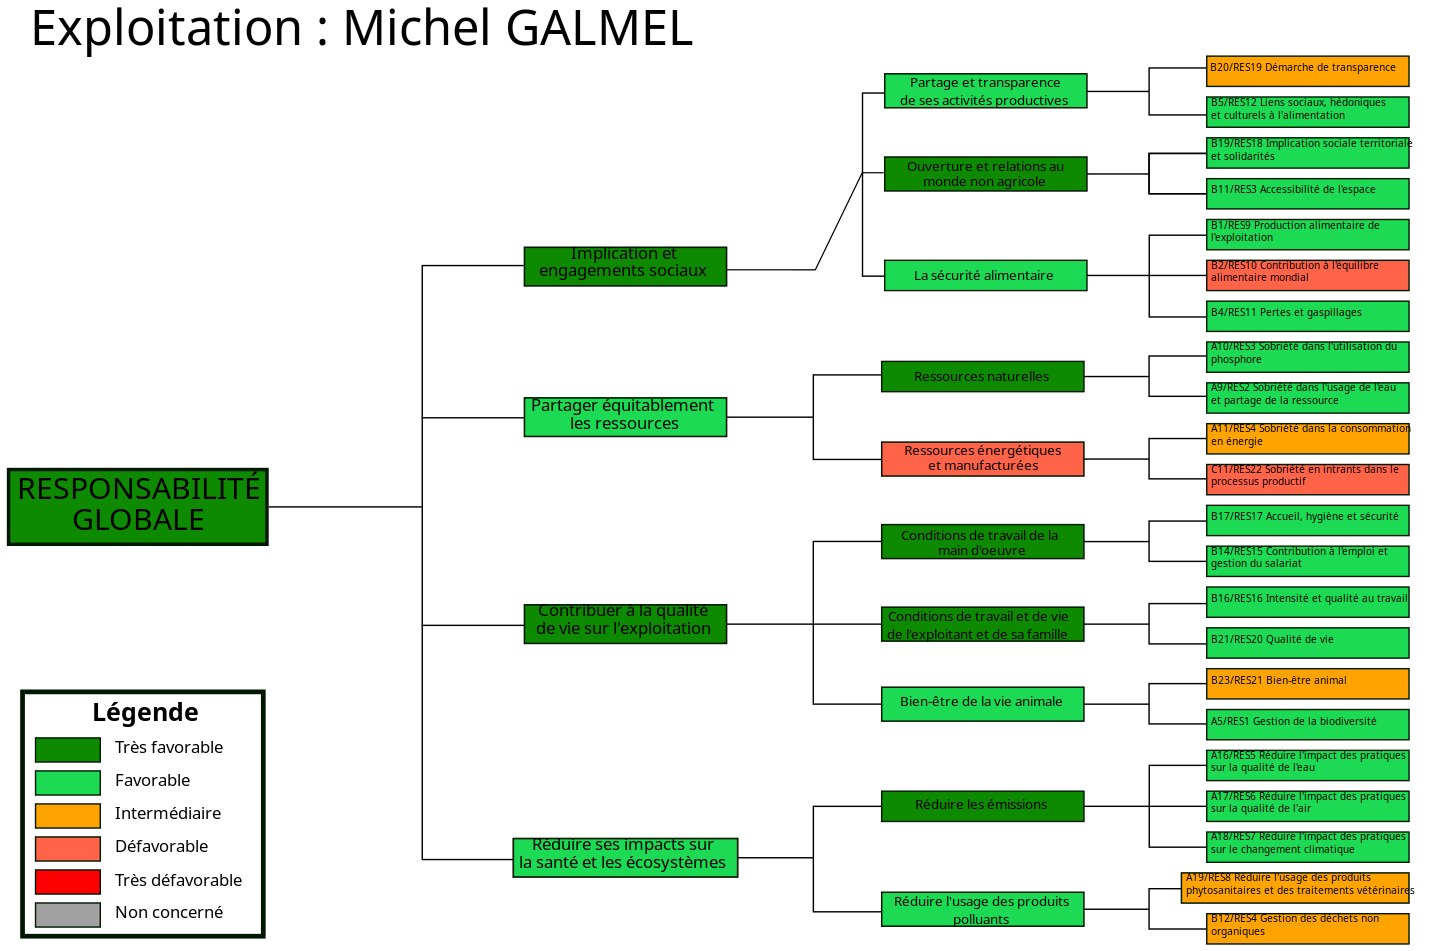 Exploitation : Michel GALMEL
RESPONSABILITÉ
GLOBALE
Implication et
engagements sociaux
Partager équitablement
les ressources
Contribuer à la qualité
de vie sur l'exploitation
Réduire ses impacts sur
la santé et les écosystèmes
Partage et transparence
de ses activités productives
Ouverture et relations au
monde non agricole
La sécurité alimentaire
Ressources naturelles
Ressources énergétiques
et manufacturées
Conditions de travail de la
main d'oeuvre
Conditions de travail et de vie
de l'exploitant et de sa famille
Bien-être de la vie animale
Réduire les émissions
Réduire l'usage des produits
polluants
B20/RES19 Démarche de transparence
B5/RES12 Liens sociaux, hédoniques
et culturels à l'alimentation
B19/RES18 Implication sociale territoriale
et solidarités
B11/RES3 Accessibilité de l'espace
B1/RES9 Production alimentaire de
l'exploitation
B2/RES10 Contribution à l'équilibre
alimentaire mondial
B4/RES11 Pertes et gaspillages
A10/RES3 Sobriété dans l'utilisation du
phosphore
A9/RES2 Sobriété dans l'usage de l'eau
et partage de la ressource
A11/RES4 Sobriété dans la consommation
en énergie
C11/RES22 Sobriété en intrants dans le
processus productif
B17/RES17 Accueil, hygiène et sécurité
B14/RES15 Contribution à l'emploi et
gestion du salariat
B16/RES16 Intensité et qualité au travail
B21/RES20 Qualité de vie
B23/RES21 Bien-être animal
A5/RES1 Gestion de la biodiversité
A16/RES5 Réduire l'impact des pratiques
sur la qualité de l'eau
A17/RES6 Réduire l'impact des pratiques
sur la qualité de l'air
A18/RES7 Réduire l'impact des pratiques
sur le changement climatique
A19/RES8 Réduire l'usage des produits
phytosanitaires et des traitements vétérinaires
B12/RES4 Gestion des déchets non
organiques
Légende
Très favorable
Favorable
Intermédiaire
Défavorable
Très défavorable
Non concerné